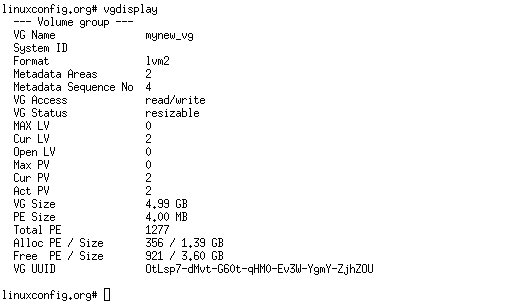 linuxconfig.org# vgdisplay
--- Volume group ---
VG Name mynew_vg
System ID
Format lvm2
Metadata Areas 2
Metadata Sequence No 4
VG Access read/write
VG Status resizable
MAX LV 0
Cur LV 2
Open LV 0
Max PV 0
Cur PV 2
Act PV 2
VG Size 4.99 GB
PE Size 4.00 MB
Total PE 1277
Alloc PE / Size 356 / 1.39 GB
Free PE / Size 921 / 3.60 GB
VG UUID OtLsp7-dMvt-G6Ot-qHM0-Ev3W-YgmY-ZjhZOU
linuxconfig.org#